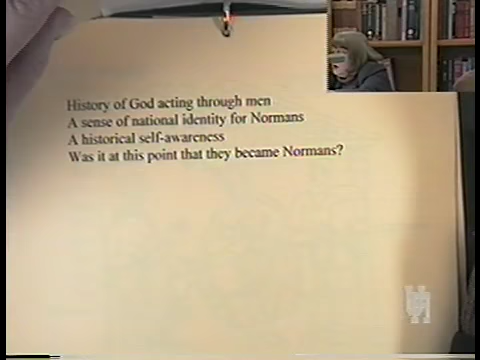 History of God acting through men
A sense of national identity for Normans
A historical self-awareness
Was it at this point that they became Normans?